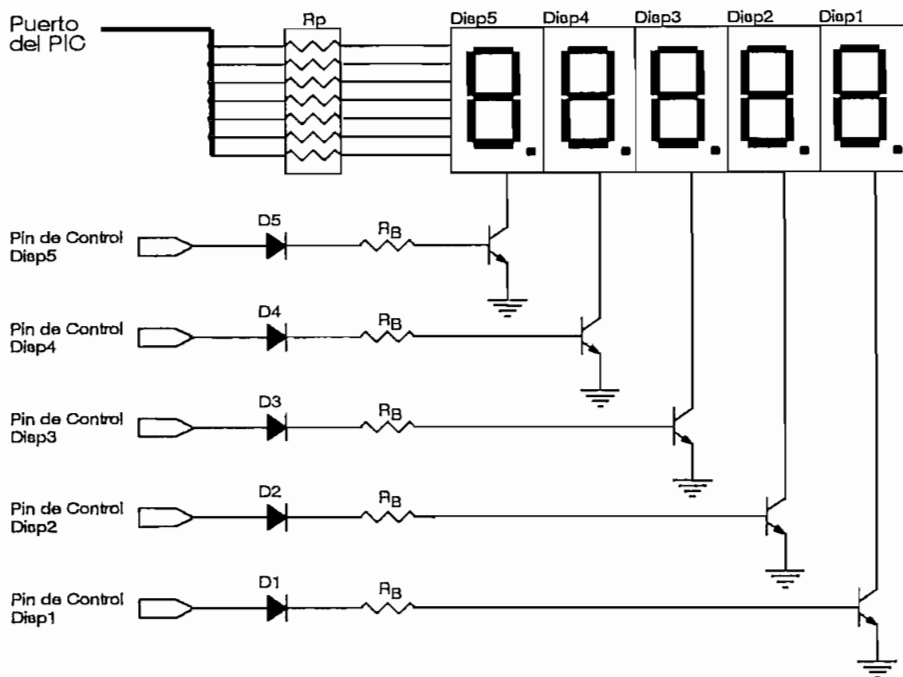 Puerto
del PIC
Rp
Disp5
Disp4
Disp3
Disp2
Disp1
Pin de Control
Disp5
D5
RB
Pin de Control
Disp4
D4
RB
Pin de Control
Disp3
D3
RB
Pin de Control
Disp2
D2
RB
Pin de Control
Disp1
D1
RB